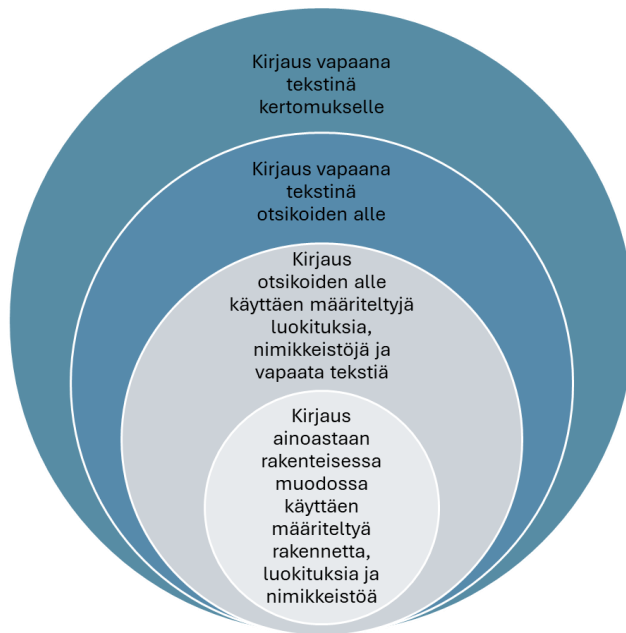 Kirjaus vapaana
tekstinä
kertomukselle
Kirjaus vapaana
tekstinä
otsikoiden alle
Kirjaus
otsikoiden alle
käyttäen määriteltyjä
luokituksia,
nimikkeistöjä ja
vapaata tekstiä
Kirjaus
ainoastaan
rakenteisessa
muodossa
käyttäen
määriteltyä
rakennetta,
luokituksia ja
nimikkeistöä